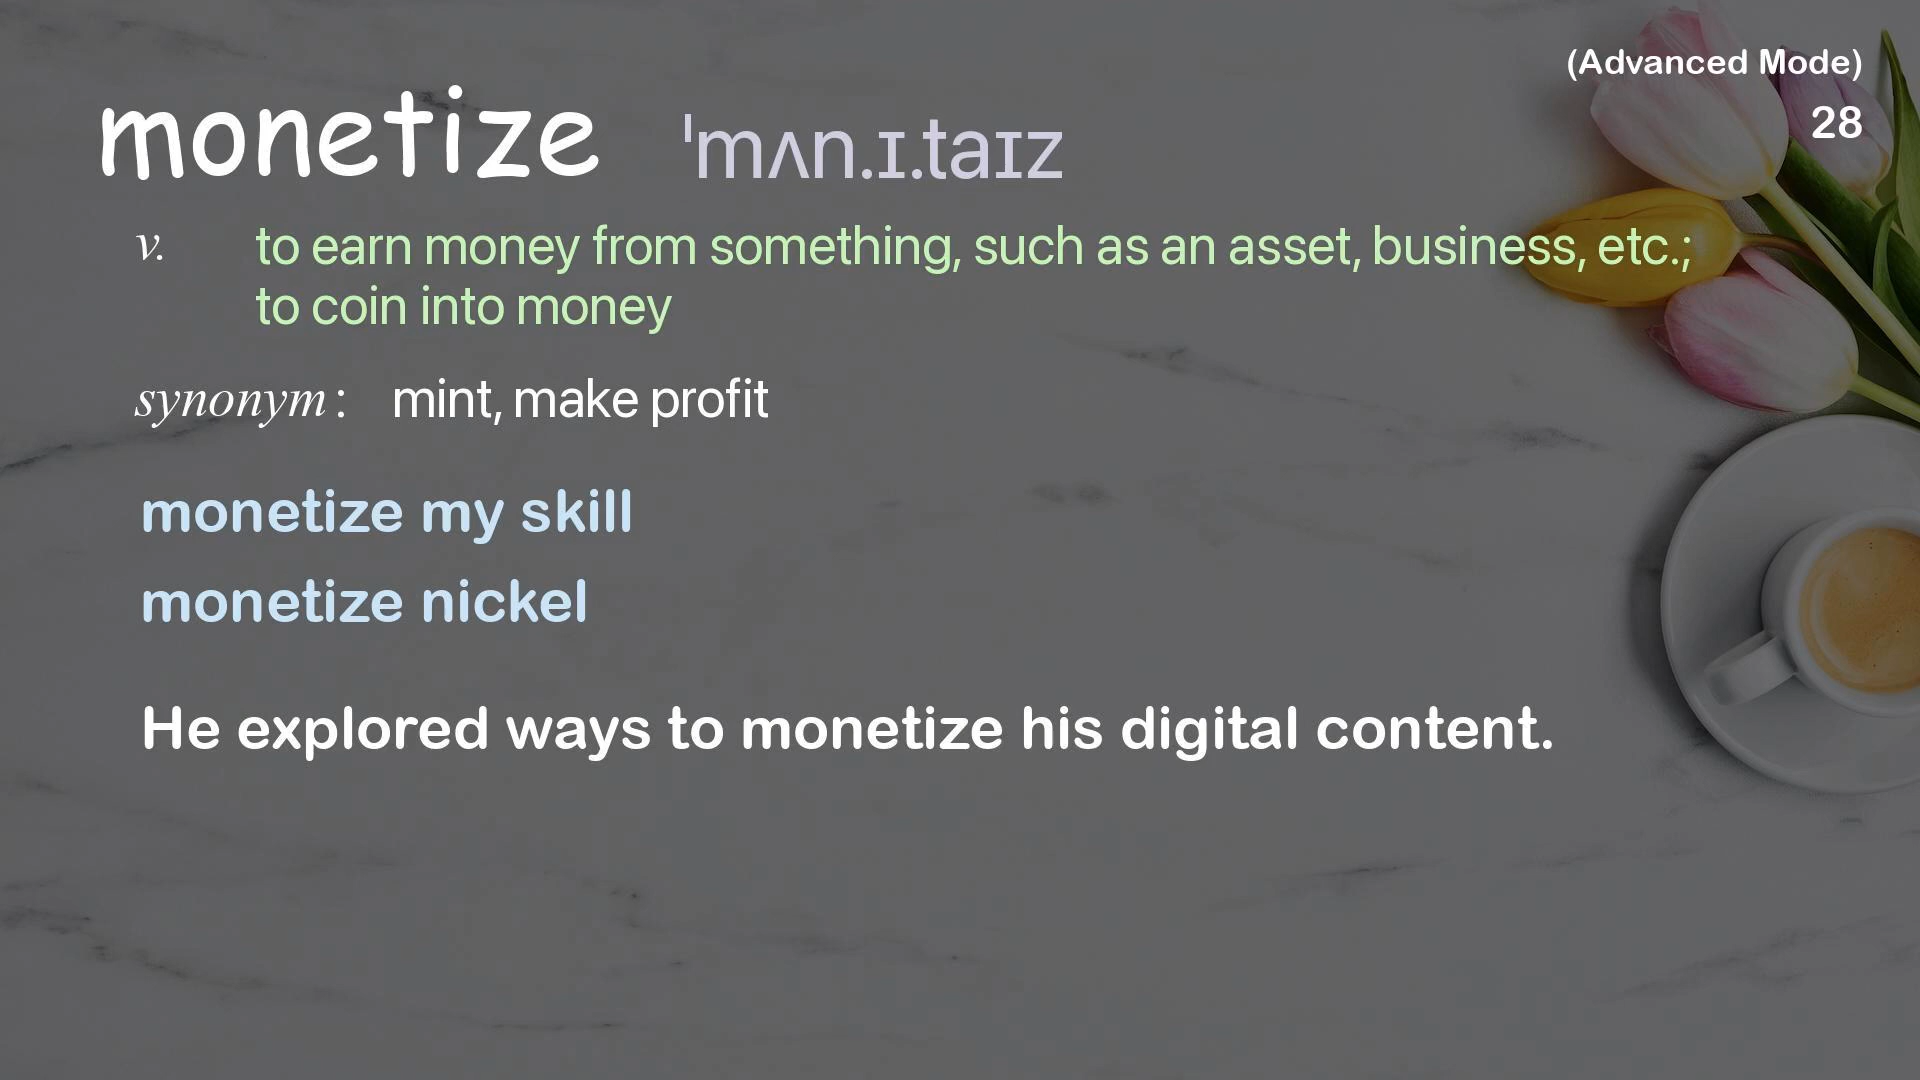 (Advanced Mode)
28
monetize ˈmʌn.ɪ.taɪz
v. to earn money from something, such as an asset, business, etc.;
to coin into money
synonym: mint, make profit
monetize my skill
monetize nickel
He explored ways to monetize his digital content.